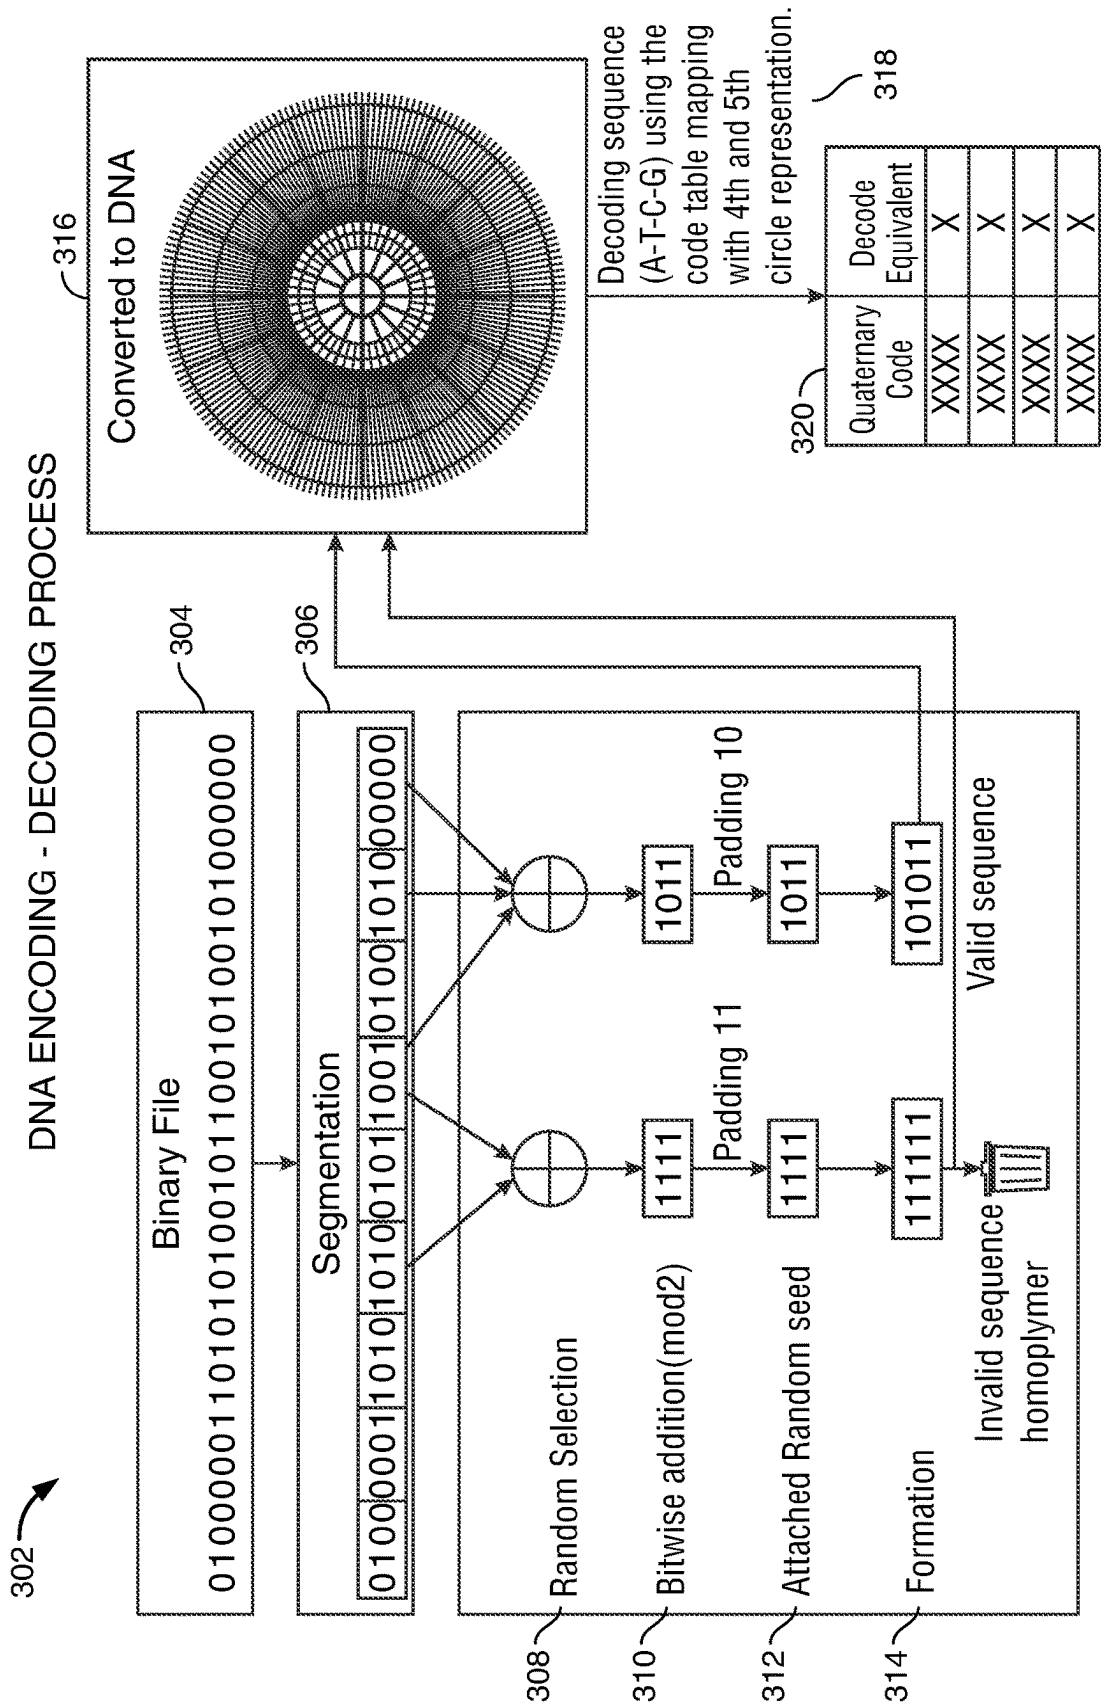 DNA ENCODING - DECODING PROCESS
302
Binary File
0100000110101010010110010100101000000
304
Segmentation
0100 0001 1010 1010 0101 1001 0100 1010 00000
306
308
Random Selection
310
Bitwise addition(mod2)
1111
1011
Padding 11
Padding 10
312
Attached Random seed
1111
1011
314
Formation
111111
101011
Invalid sequence
homoplymer
Valid sequence
316
Converted to DNA
Decoding sequence
(A-T-C-G) using the
code table mapping
with 4th and 5th
circle representation.
318
320
Quaternary
Code
Decode
Equivalent
XXXX X
XXXX X
XXXX X
XXXX X